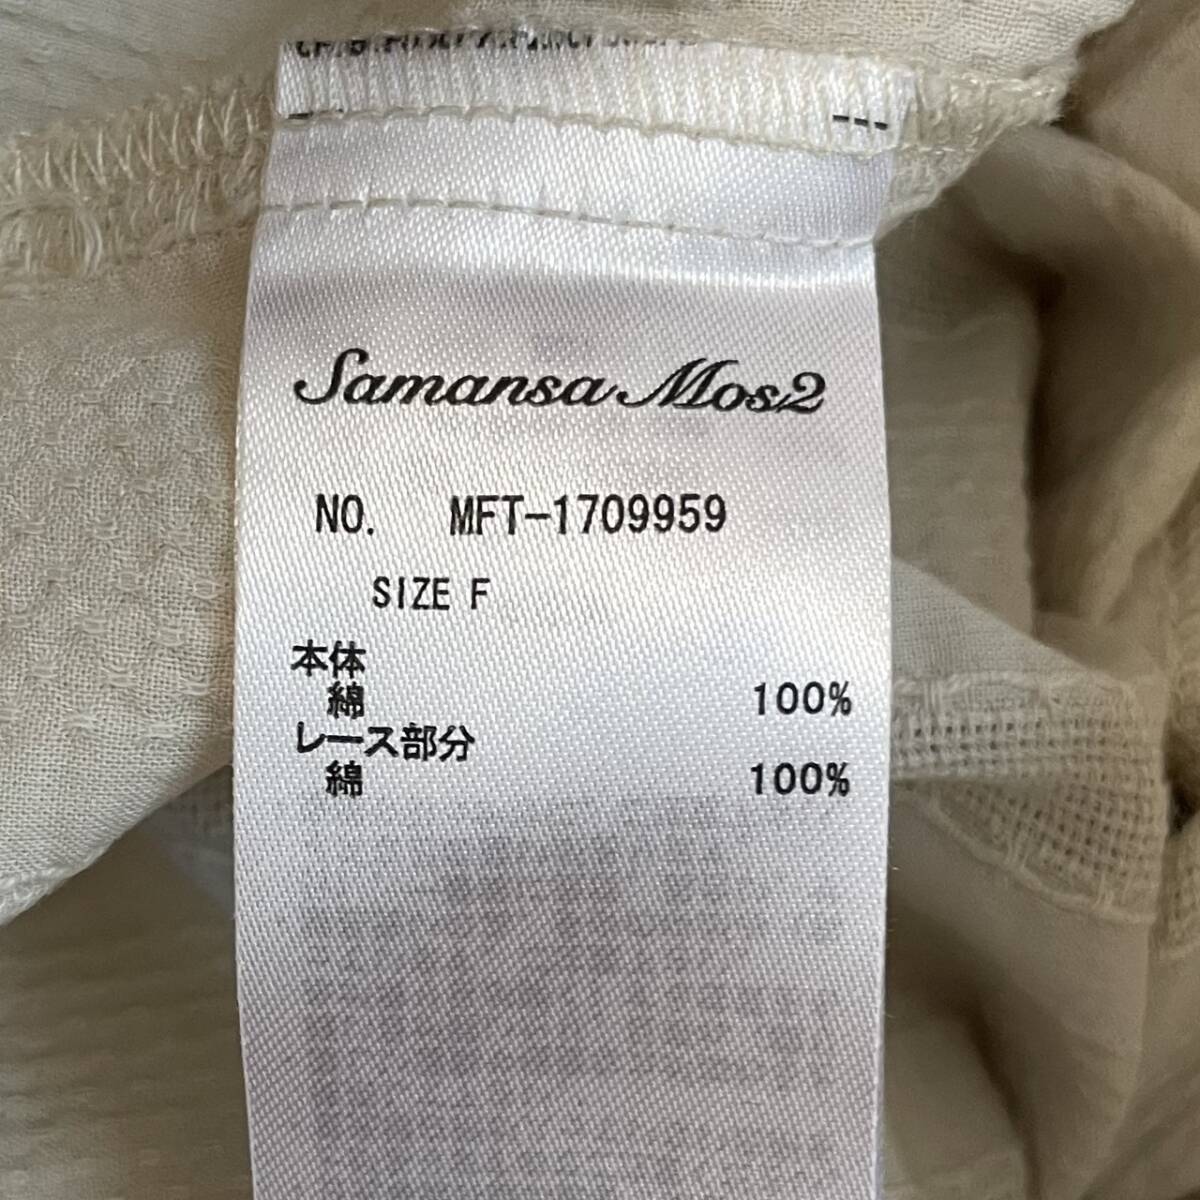 Samansa Mos2
NO. MFT-1709959
SIZE F
本体
綿 100%
レース部分
綿 100%